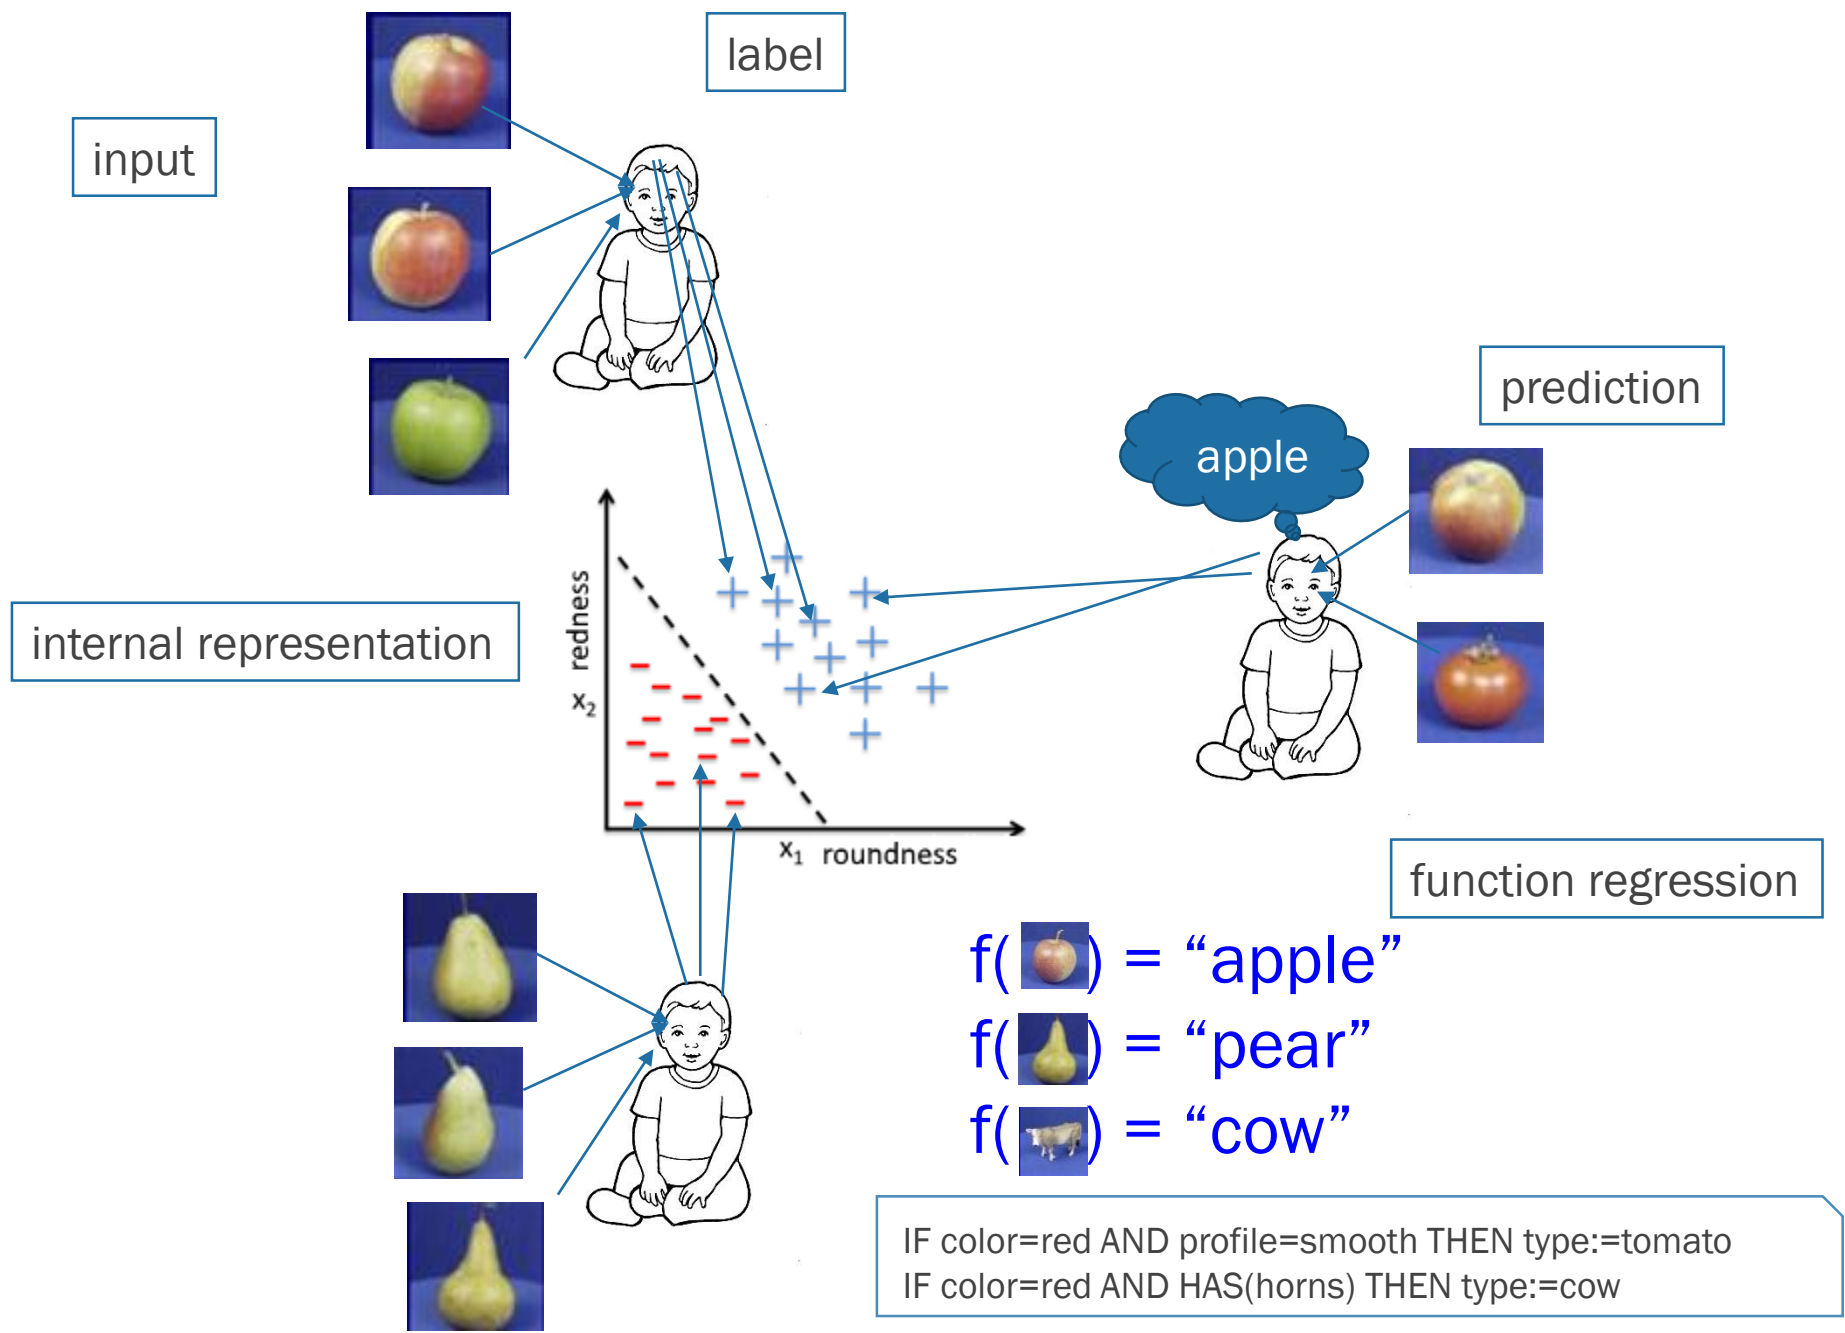 label
input
prediction
apple
internal representation
redness
x₂
x₁ roundness
function regression
f( ) = “apple”
f( ) = “pear”
f( ) = “cow”
IF color=red AND profile=smooth THEN type:=tomato
IF color=red AND HAS(horns) THEN type:=cow